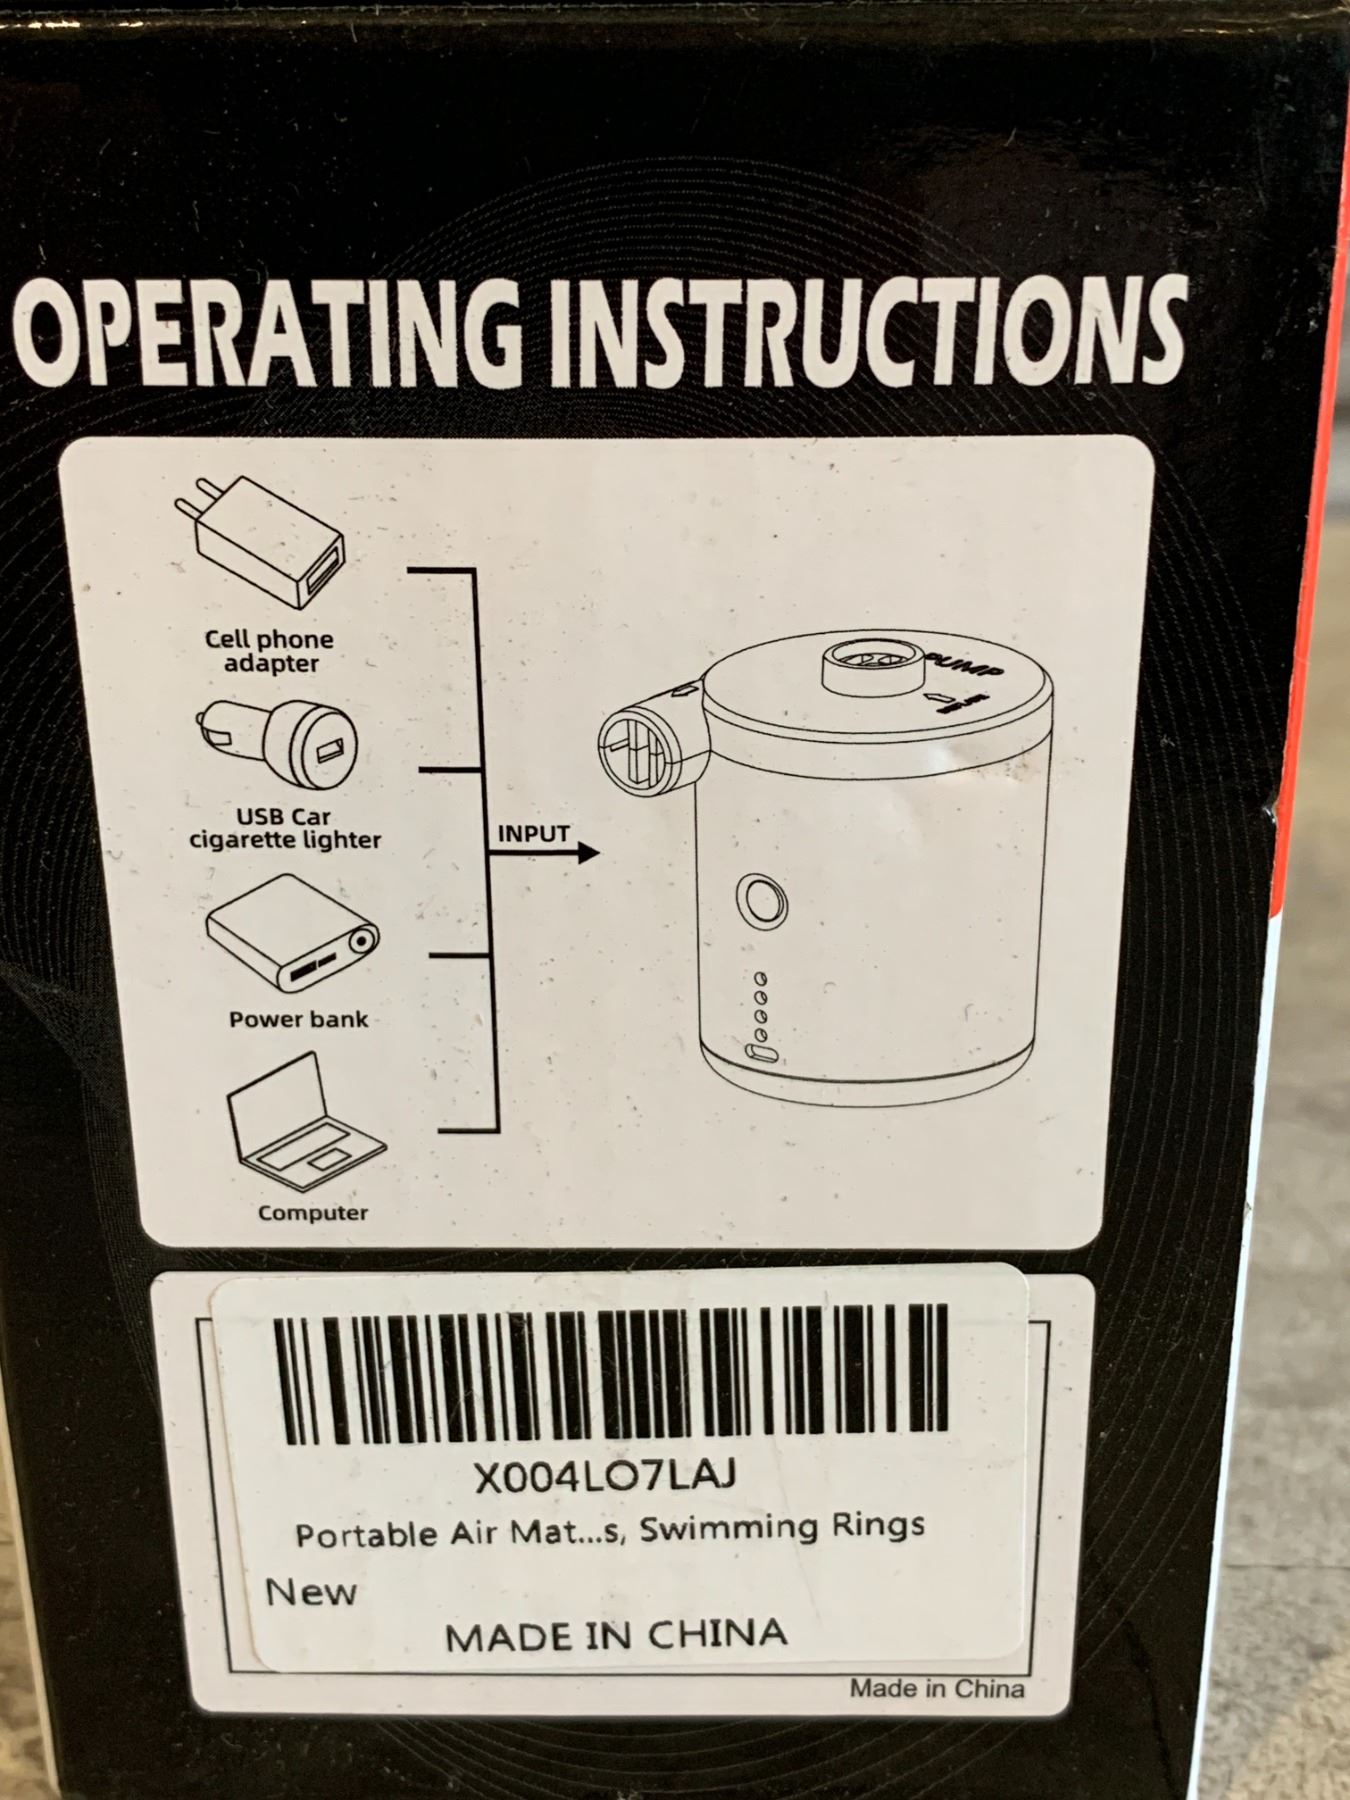 OPERATING INSTRUCTIONS
Cell phone
adapter
USB Car
cigarette lighter
Power bank
Computer
INPUT
PUMP
X004LO7LAJ
Portable Air Mat...s, Swimming Rings
New
MADE IN CHINA
Made in China